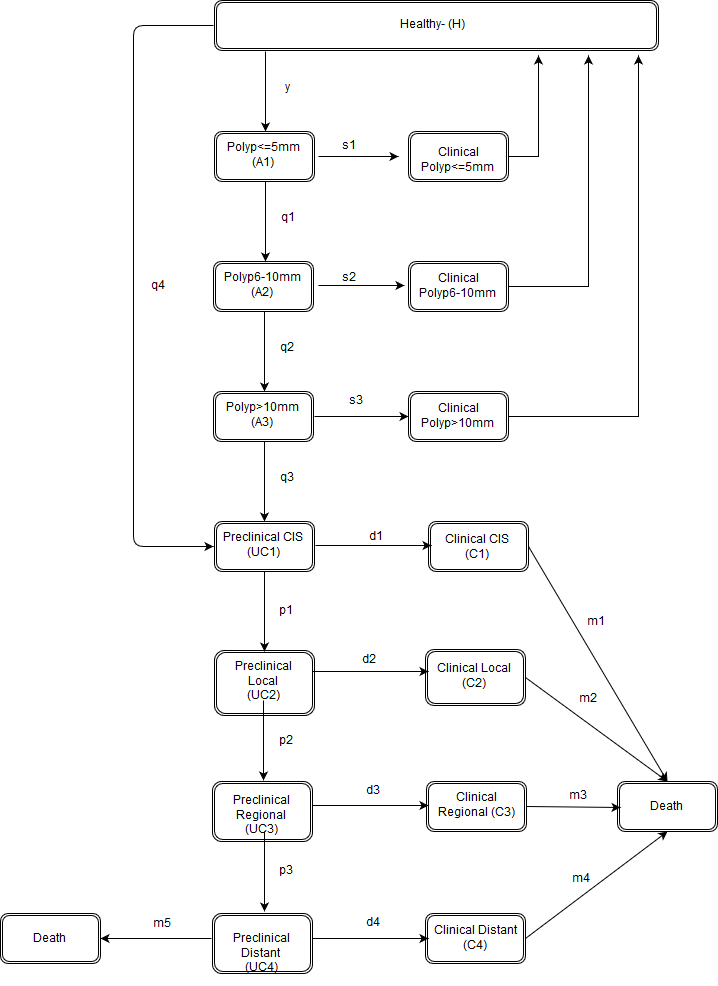 Healthy- (H)
y
Polyp<=5mm
(A1)
s1
Clinical
Polyp<=5mm
q1
q4
Polyp6-10mm
(A2)
s2
Clinical
Polyp6-10mm
q2
Polyp>10mm
(A3)
s3
Clinical
Polyp>10mm
q3
Preclinical CIS
(UC1)
d1
Clinical CIS
(C1)
p1
m1
Preclinical
Local
(UC2)
d2
Clinical Local
(C2)
m2
p2
Preclinical
Regional
(UC3)
d3
Clinical
Regional (C3)
m3
Death
p3
m4
Death
m5
Preclinical
Distant
(UC4)
d4
Clinical Distant
(C4)